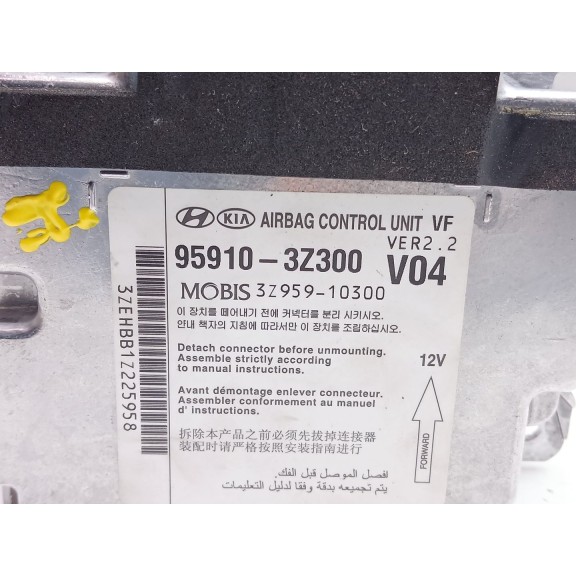 HYUNDAI KIA AIRBAG CONTROL UNIT VF
VER2.2
95910-3Z300 V04
MOBIS 3Z959-10300
이 장치를 떼어내기 전에 커넥터를 분리 시키시오.
안내 책자의 지침에 따라서만 이 장치를 조립하십시오.
Detach connector before unmounting.
Assemble strictly according
to manual instructions.
Avant démontage enlever connecteur.
Assembler conformement au manuel
d' instructions.
拆除本产品之前必须先拔掉连接器
装配时请严格按照安装指南进行
افصل الموصل قبل الفك.
يتم تجميعه بدقة وفقا لدليل التعليمات
12V
FORWARD
3ZEHBB1Z225958